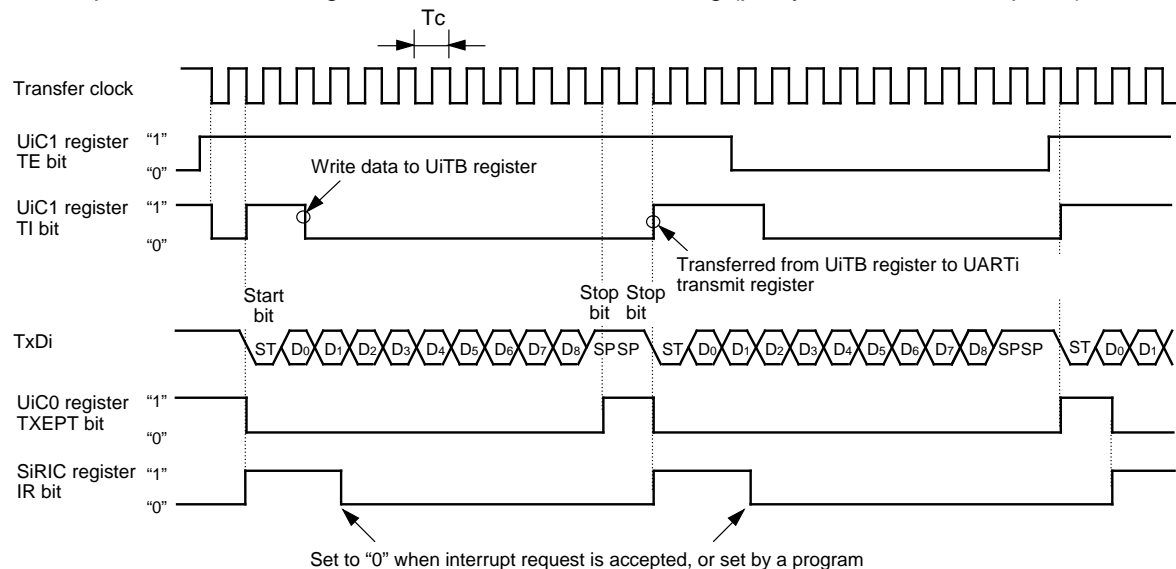 Tc
Transfer clock
UiC1 register
TE bit
“1”
“0”
Write data to UiTB register
UiC1 register
TI bit
“1”
“0”
Transferred from UiTB register to UARTi
transmit register
Start
bit
Stop
bit
Stop
bit
TxDi
ST D0 D1 D2 D3 D4 D5 D6 D7 D8 SPSP ST D0 D1 D2 D3 D4 D5 D6 D7 D8 SPSP ST D0 D1
UiC0 register
TXEPT bit
“1”
“0”
SiRIC register
IR bit
“1”
“0”
Set to “0” when interrupt request is accepted, or set by a program